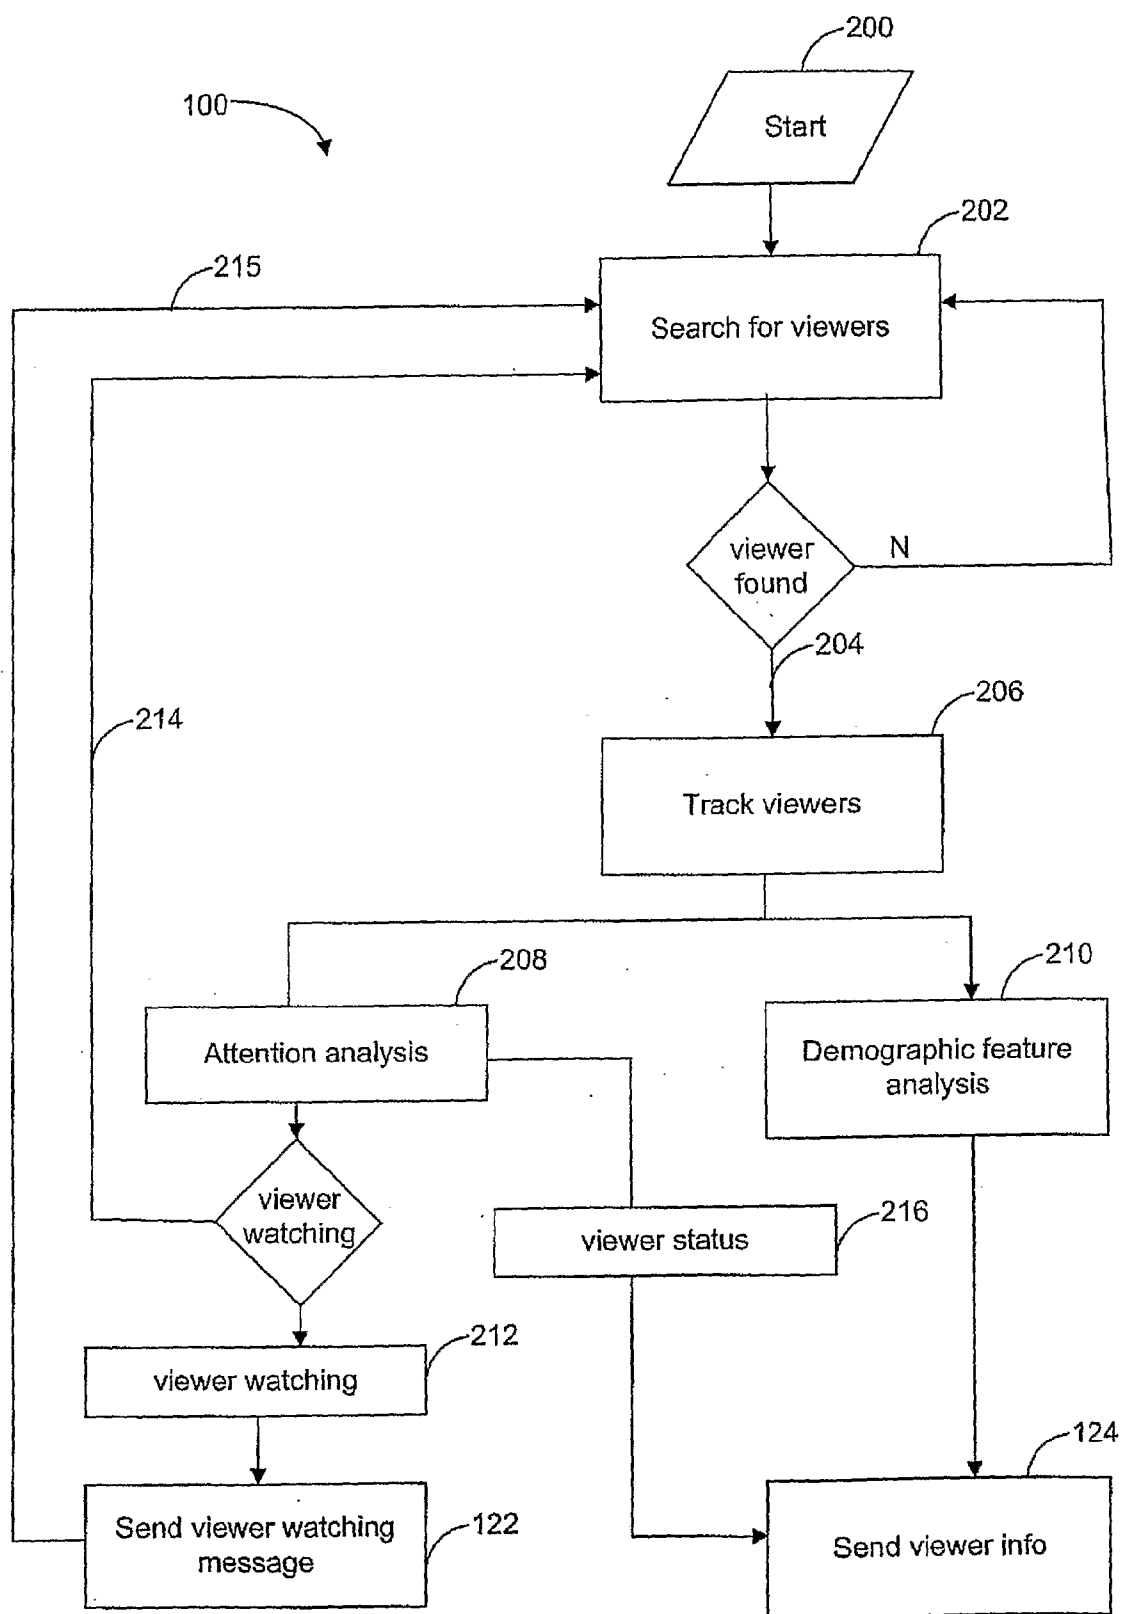 200
100
Start
202
215
Search for viewers
viewer
found
N
204
206
214
Track viewers
208
210
Attention analysis
Demographic feature
analysis
viewer
watching
216
viewer status
212
viewer watching
124
Send viewer watching
message
122
Send viewer info